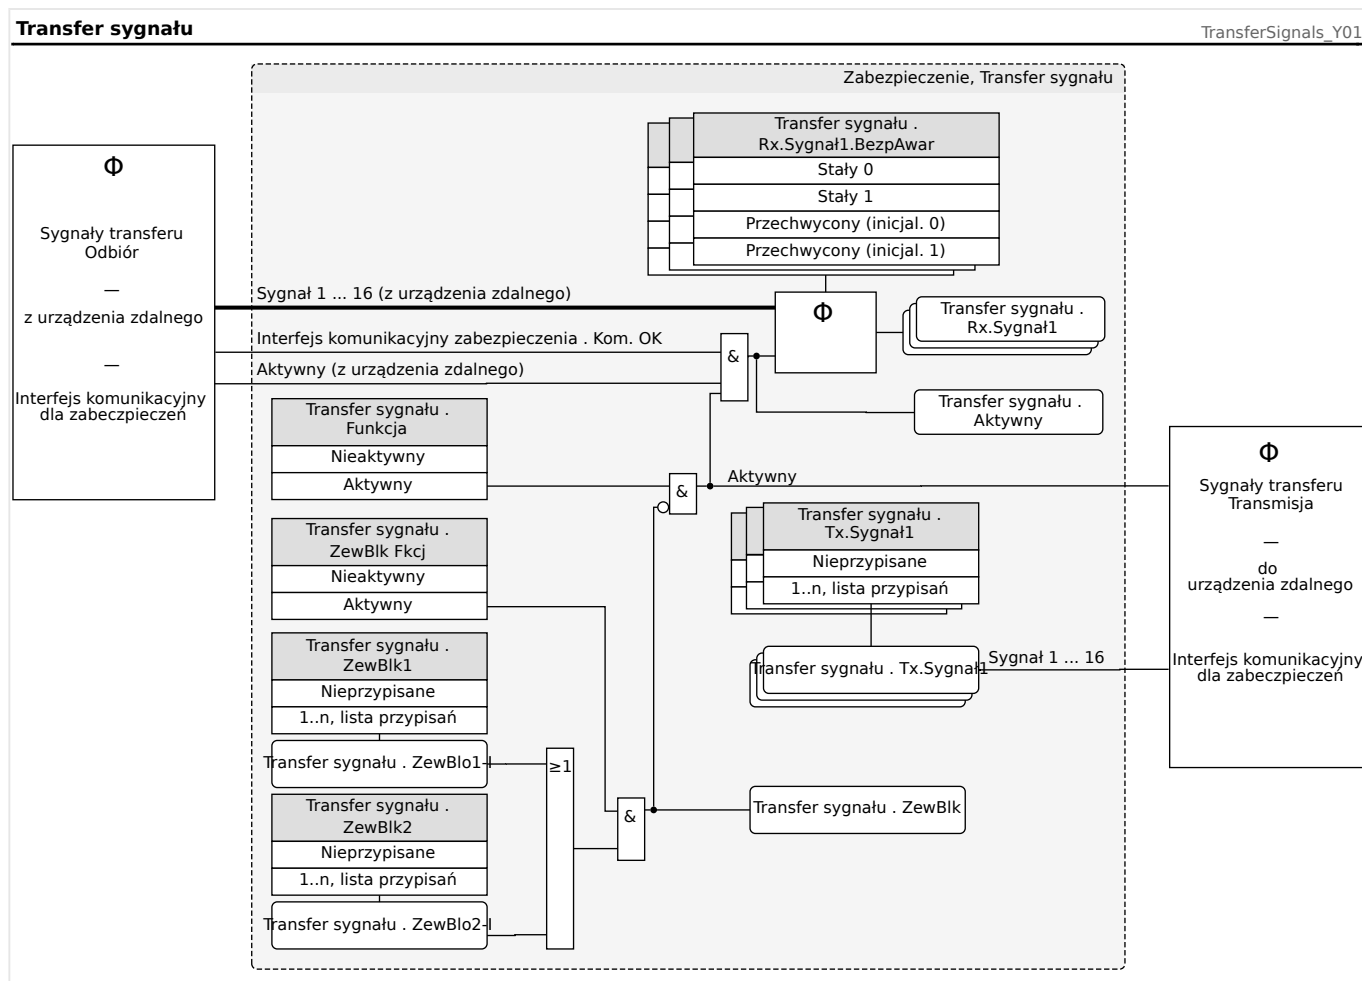 Transfer sygnału
TransferSignals_Y01
Zabezpieczenie, Transfer sygnału
Φ
Sygnały transferu
Odbiór
—
z urządzenia zdalnego
—
Interfejs komunikacyjny
dla zabeczpieczeń
Transfer sygnału .
Rx.Sygnał1.BezpAwar
Stały 0
Stały 1
Przechwycony (inicjal. 0)
Przechwycony (inicjal. 1)
Sygnał 1 ... 16 (z urządzenia zdalnego)
Φ
Transfer sygnału .
Rx.Sygnał1
Interfejs komunikacyjny zabezpieczenia . Kom. OK
&
Aktywny (z urządzenia zdalnego)
Transfer sygnału .
Aktywny
Transfer sygnału .
Funkcja
Nieaktywny
Aktywny
&
Aktywny
Φ
Sygnały transferu
Transmisja
—
do
urządzenia zdalnego
—
Interfejs komunikacyjny
dla zabeczpieczeń
Transfer sygnału .
ZewBlk Fkcj
Nieaktywny
Aktywny
Transfer sygnału .
Tx.Sygnał1
Nieprzypisane
1..n, lista przypisań
Transfer sygnału . Tx.Sygnał1
Sygnał 1 ... 16
Transfer sygnału .
ZewBlk1
Nieprzypisane
1..n, lista przypisań
Transfer sygnału . ZewBlo1-I
≥1
Transfer sygnału .
ZewBlk2
Nieprzypisane
1..n, lista przypisań
Transfer sygnału . ZewBlo2-I
&
Transfer sygnału . ZewBlk